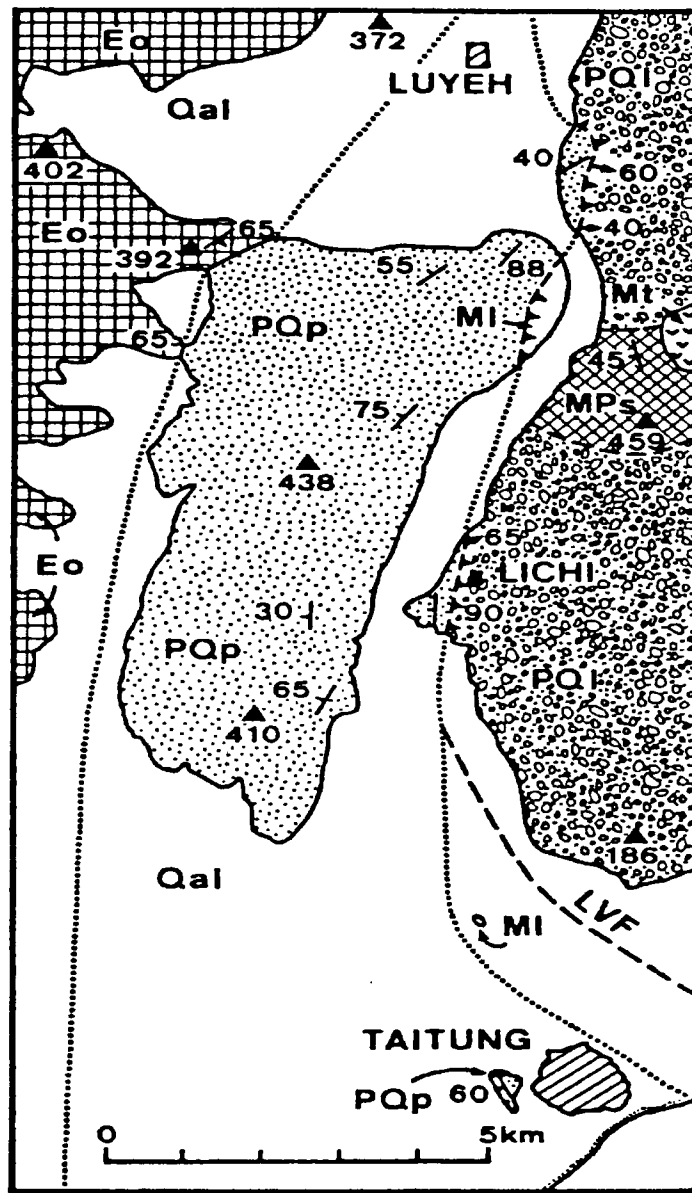 Eo
372
LUYEH
PQl
Qal
40
60
402
Eo
65
40
392
55
88
Mt
PQp
Ml
65
45
MPs
75
459
438
65
Eo
LICHI
30
90
PQp
PQl
65
410
186
Qal
LVF
Ml
TAITUNG
PQp 60
0 5km